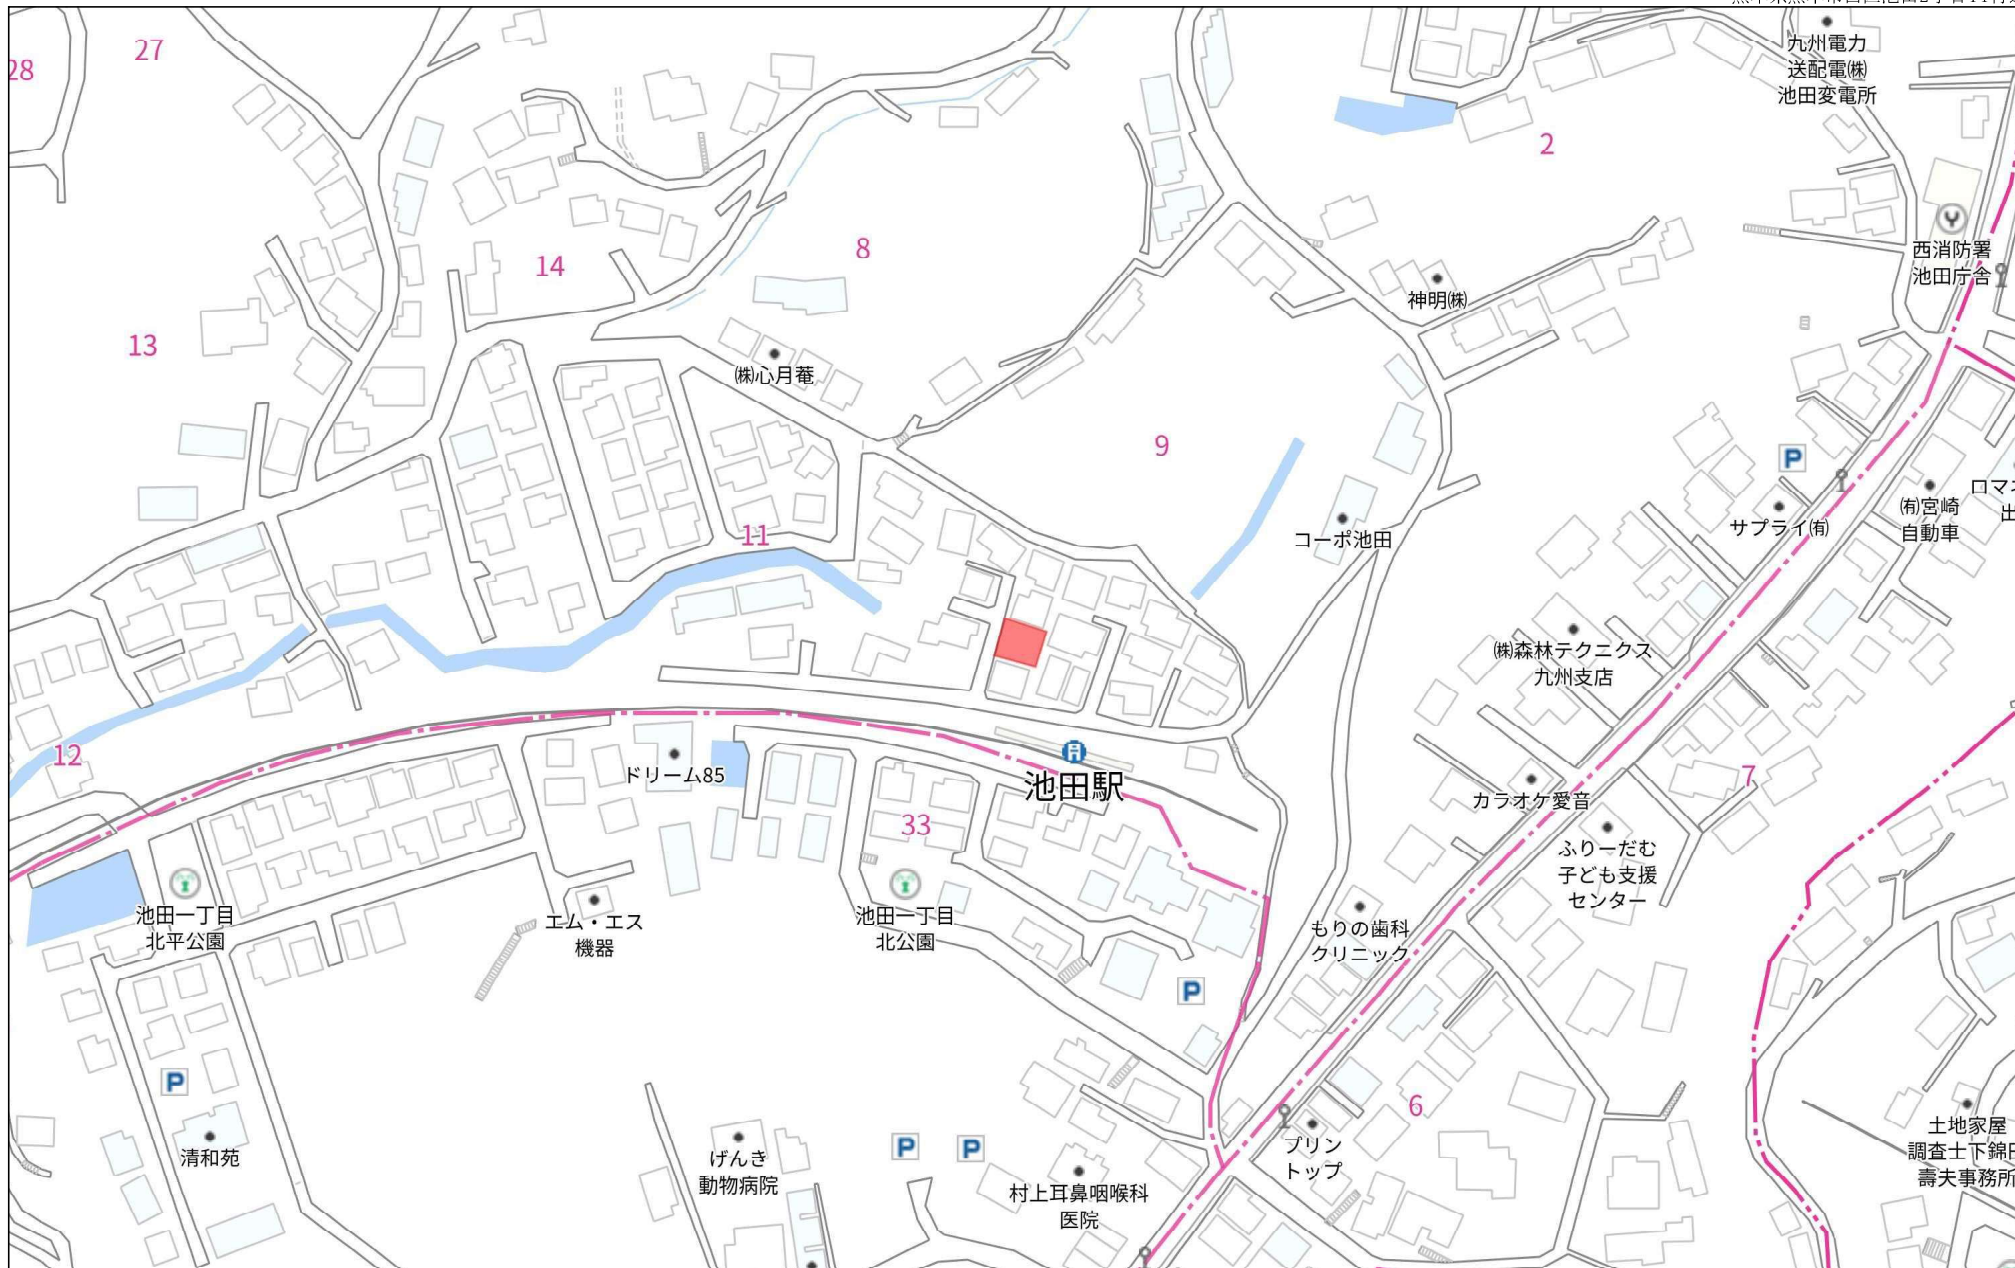 27
28
九州電力
送配電㈱
池田変電所
2
西消防署
池田庁舎
8
14
神明㈱
13
㈱心月菴
9
P
サプライ㈲
㈲宮崎
自動車
コーポ池田
11
㈱森林テクニクス
九州支店
12
ドリーム85
池田駅
カラオケ愛音
7
33
ふりーだむ
子ども支援
センター
池田一丁目
北平公園
エム・エス
機器
池田一丁目
北公園
もりの歯科
クリニック
P
P
6
清和苑
げんき
動物病院
P
P
村上耳鼻咽喉科
医院
プリン
トップ
土地家屋
調査士下錦田
壽夫事務所